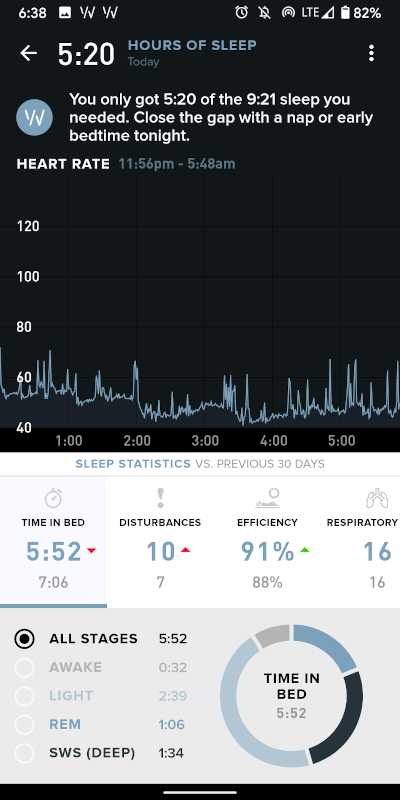 6:38 LTE 82%
5:20 HOURS OF SLEEP
Today
You only got 5:20 of the 9:21 sleep you
needed. Close the gap with a nap or early
bedtime tonight.
HEART RATE 11:56pm - 5:48am
120
100
80
60
40
1:00 2:00 3:00 4:00 5:00
SLEEP STATISTICS VS. PREVIOUS 30 DAYS
TIME IN BED DISTURBANCES EFFICIENCY RESPIRATORY
5:52 10 91% 16
7:06 7 88% 16
ALL STAGES 5:52
AWAKE 0:32
LIGHT 2:39
REM 1:06
SWS (DEEP) 1:34
TIME IN
BED
5:52